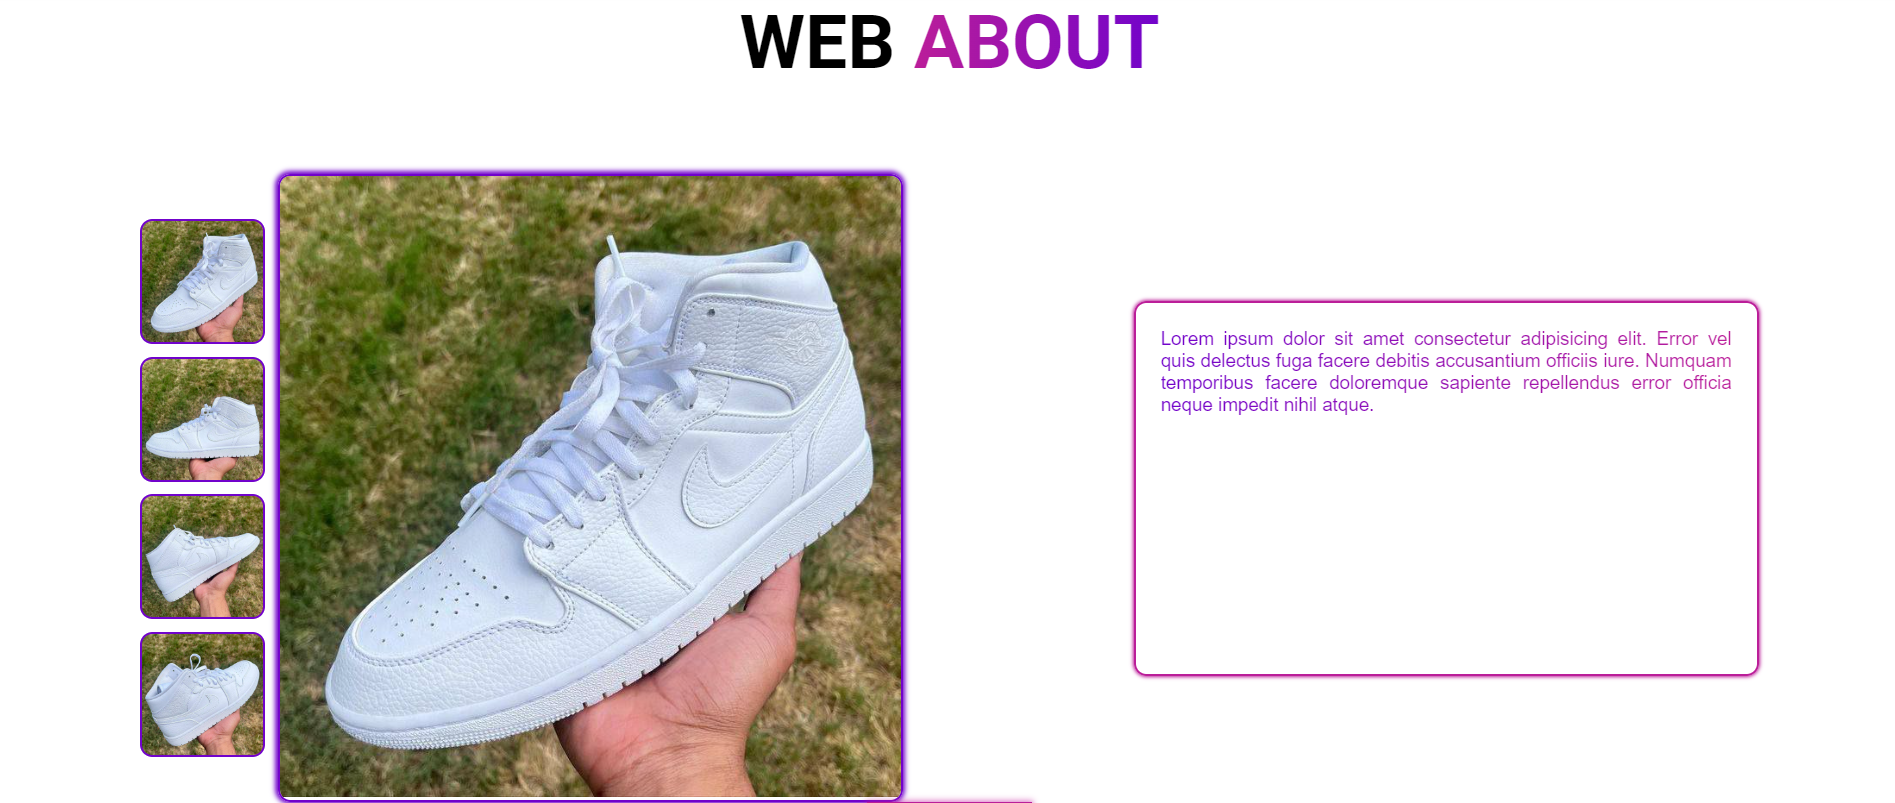 WEB ABOUT
Lorem ipsum dolor sit amet consectetur adipisicing elit. Error vel
quis delectus fuga facere debitis accusantium officiis iure. Numquam
temporibus facere doloremque sapiente repellendus error officia
neque impedit nihil atque.